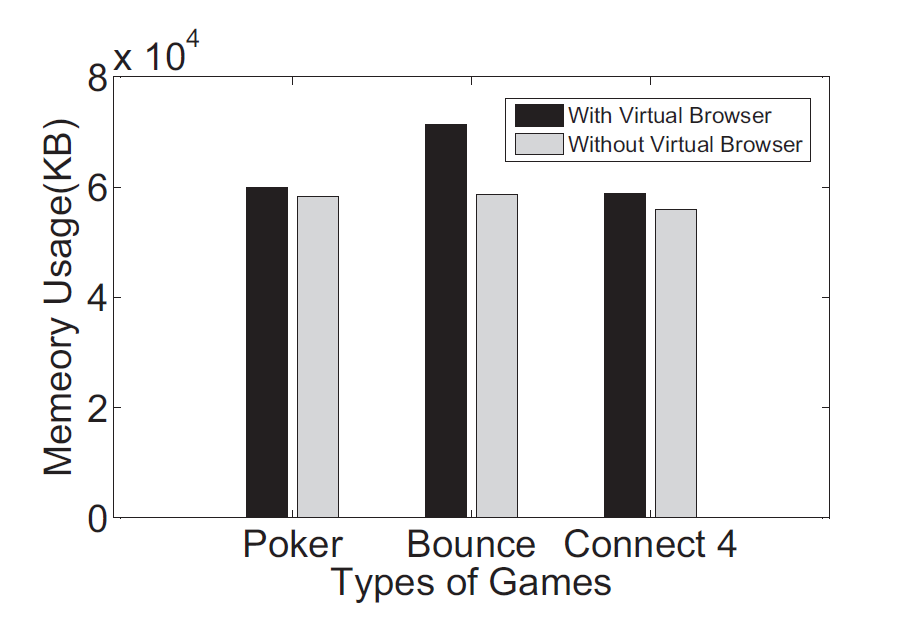 x 10^4
8
6
4
2
0
Memeory Usage(KB)
With Virtual Browser
Without Virtual Browser
Poker Bounce Connect 4
Types of Games